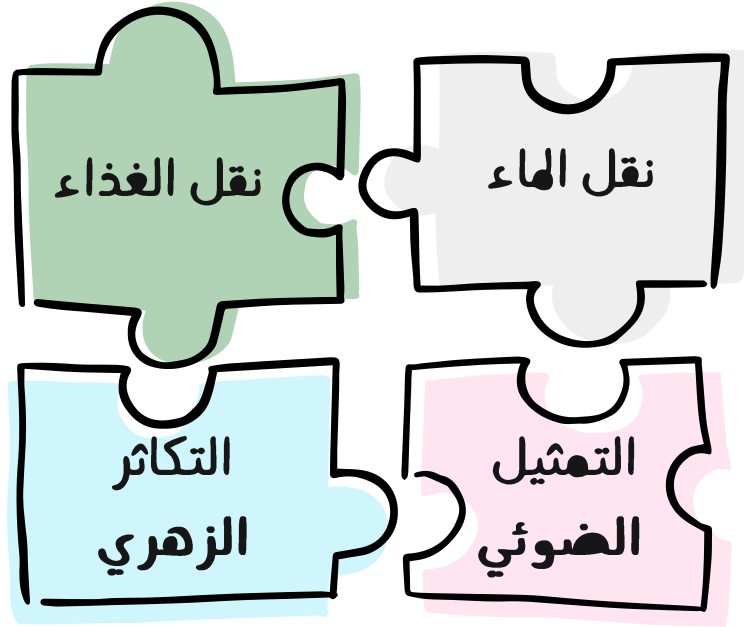 نقل الماء
نقل الغذاء
التمثيل
الضوئي
التكاثر
الزهري